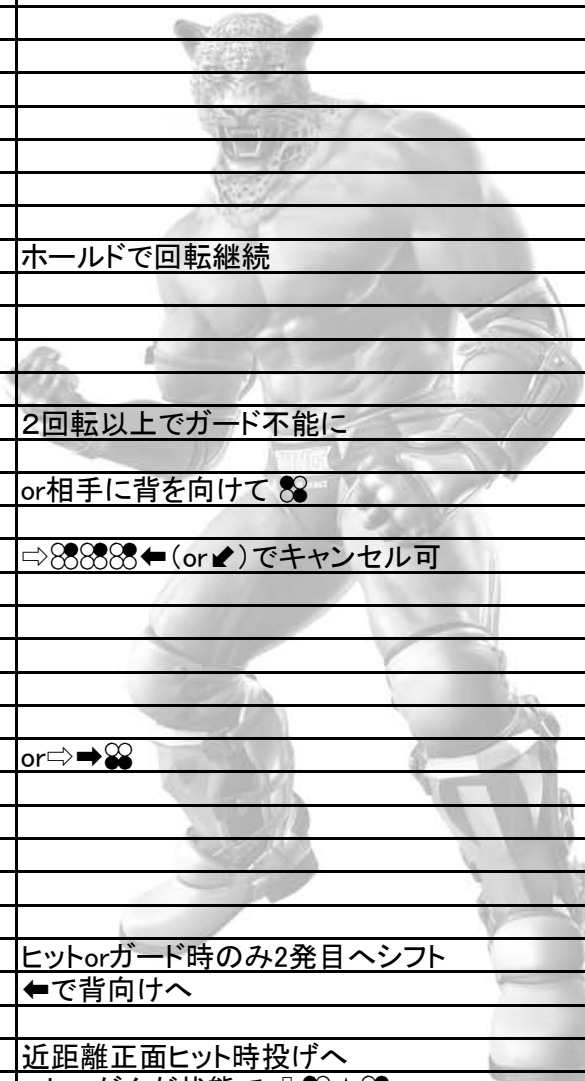 ホールドで回転継続
２回転以上でガード不能に
or相手に背を向けて
⇨⬅(or⬋)でキャンセル可
or⇨➡
ヒットorガード時のみ2発目へシフト
⬅で背向けへ
近距離正面ヒット時投げへ